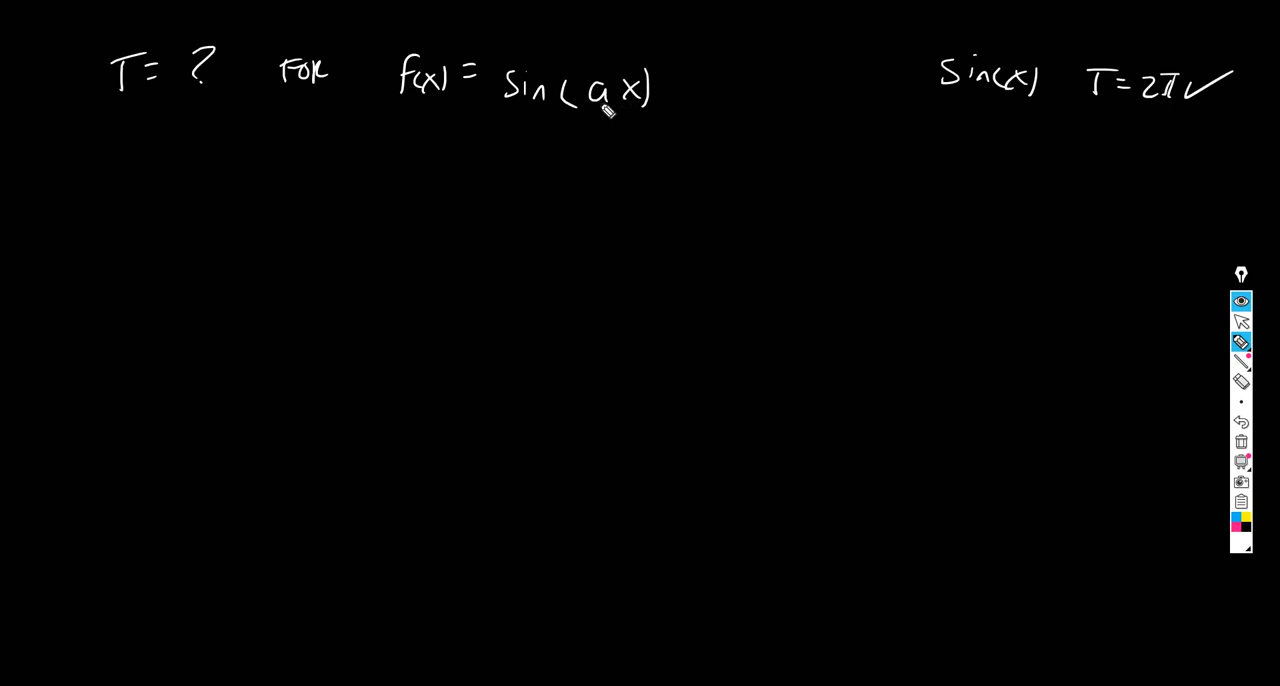 T = ? FOR f(x) = sin(ax) sin(x) T = 2π ✓